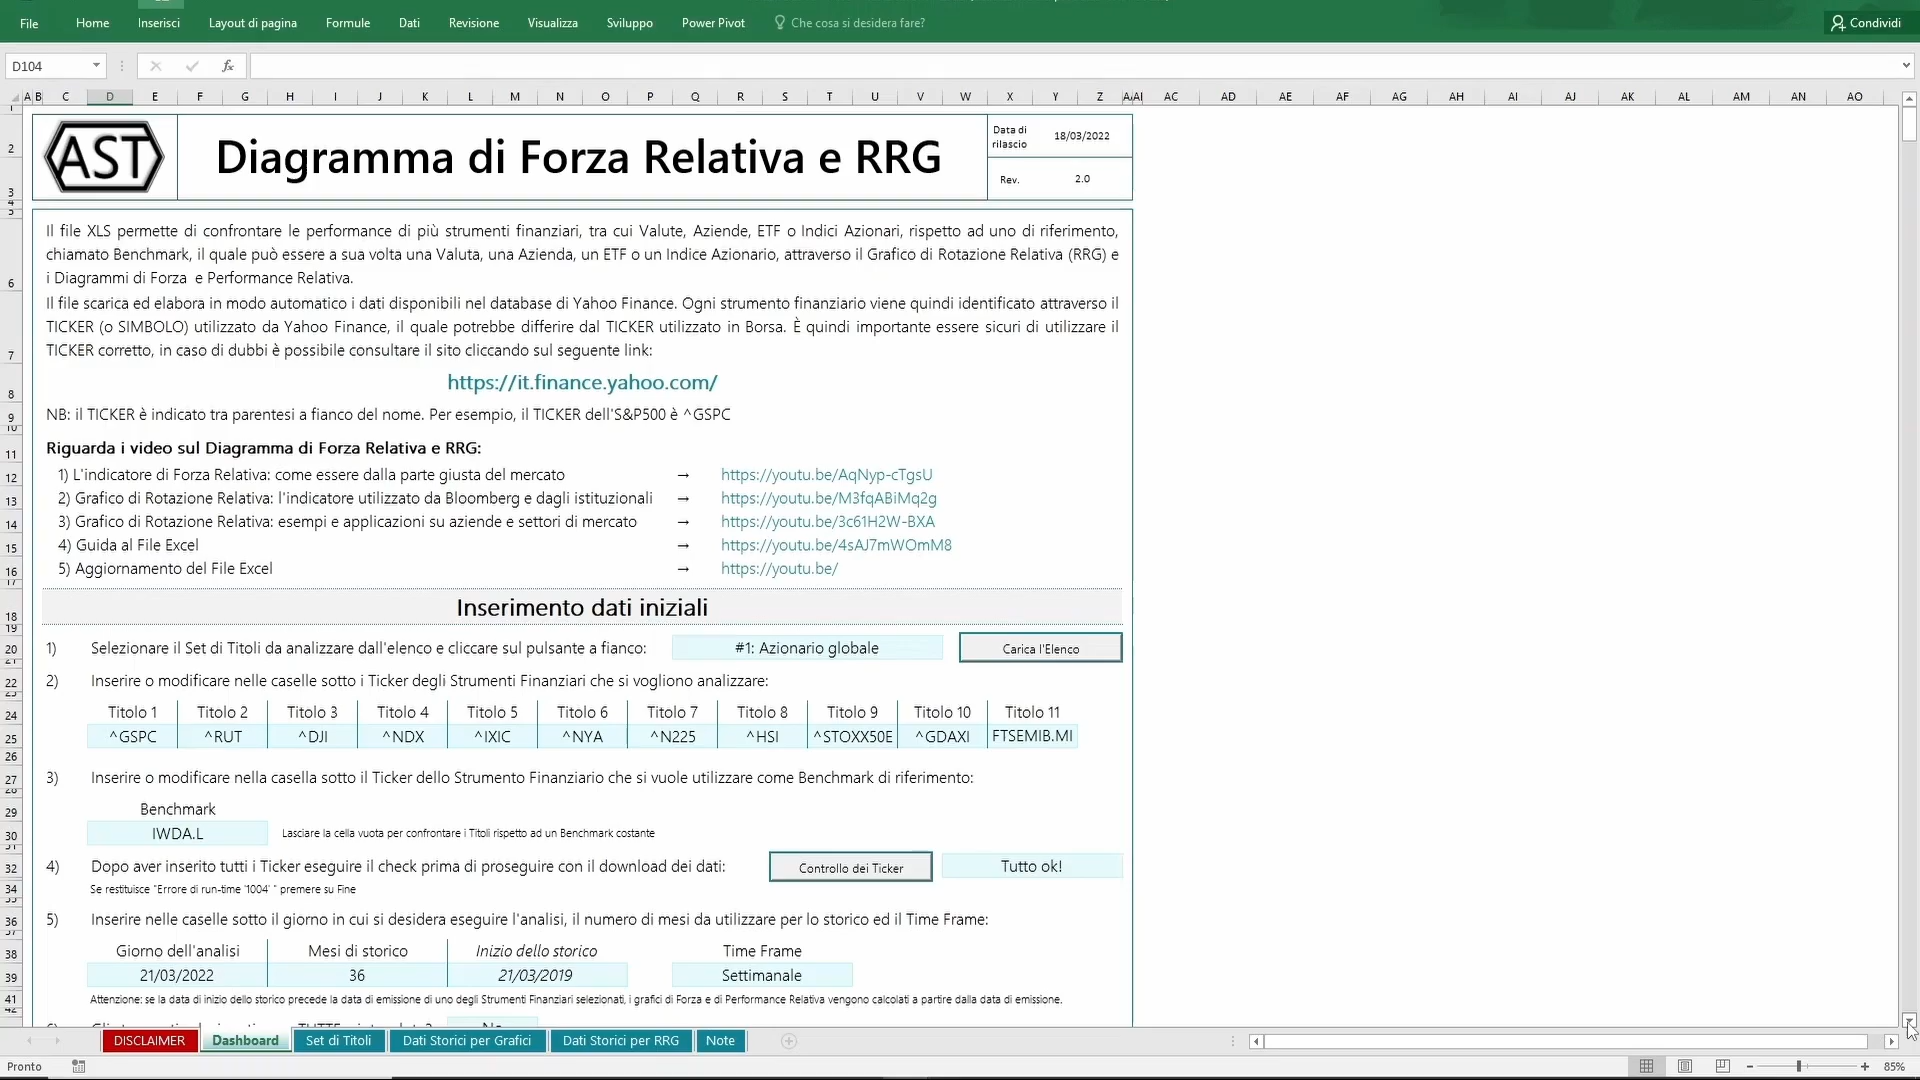 File Home Inserisci Layout di pagina Formule Dati Revisione Visualizza Sviluppo Power Pivot Che cosa si desidera fare? Condividi
D104 fx
A B C D E F G H I J K L M N O P Q R S T U V W X Y Z AC AD AE AF AG AH AI AJ AK AL AM AN AO
AST
Diagramma di Forza Relativa e RRG
Data di rilascio 18/03/2022
Rev. 2.0
Il file XLS permette di confrontare le performance di più strumenti finanziari, tra cui Valute, Aziende, ETF o Indici Azionari, rispetto ad uno di riferimento,
chiamato Benchmark, il quale può essere a sua volta una Valuta, una Azienda, un ETF o un Indice Azionario, attraverso il Grafico di Rotazione Relativa (RRG) e
i Diagrammi di Forza e Performance Relativa.
Il file scarica ed elabora in modo automatico i dati disponibili nel database di Yahoo Finance. Ogni strumento finanziario viene quindi identificato attraverso il
TICKER (o SIMBOLO) utilizzato da Yahoo Finance, il quale potrebbe differire dal TICKER utilizzato in Borsa. È quindi importante essere sicuri di utilizzare il
TICKER corretto, in caso di dubbi è possibile consultare il sito cliccando sul seguente link:
https://it.finance.yahoo.com/
NB: il TICKER è indicato tra parentesi a fianco del nome. Per esempio, il TICKER dell'S&P500 è ^GSPC
Riguarda i video sul Diagramma di Forza Relativa e RRG:
1) L'indicatore di Forza Relativa: come essere dalla parte giusta del mercato → https://youtu.be/AqNyp-cTgsU
2) Grafico di Rotazione Relativa: l'indicatore utilizzato da Bloomberg e dagli istituzionali → https://youtu.be/M3fqABiMq2g
3) Grafico di Rotazione Relativa: esempi e applicazioni su aziende e settori di mercato → https://youtu.be/3c61H2W-BXA
4) Guida al File Excel → https://youtu.be/4sAJ7mWOmM8
5) Aggiornamento del File Excel → https://youtu.be/
Inserimento dati iniziali
1) Selezionare il Set di Titoli da analizzare dall'elenco e cliccare sul pulsante a fianco: #1: Azionario globale Carica l'Elenco
2) Inserire o modificare nelle caselle sotto i Ticker degli Strumenti Finanziari che si vogliono analizzare:
Titolo 1 Titolo 2 Titolo 3 Titolo 4 Titolo 5 Titolo 6 Titolo 7 Titolo 8 Titolo 9 Titolo 10 Titolo 11
^GSPC ^RUT ^DJI ^NDX ^IXIC ^NYA ^N225 ^HSI ^STOXX50E ^GDAXI FTSEMIB.MI
3) Inserire o modificare nella casella sotto il Ticker dello Strumento Finanziario che si vuole utilizzare come Benchmark di riferimento:
Benchmark
IWDA.L Lasciare la cella vuota per confrontare i Titoli rispetto ad un Benchmark costante
4) Dopo aver inserito tutti i Ticker eseguire il check prima di proseguire con il download dei dati: Controllo dei Ticker Tutto ok!
Se restituisce "Errore di run-time '1004' " premere su Fine
5) Inserire nelle caselle sotto il giorno in cui si desidera eseguire l'analisi, il numero di mesi da utilizzare per lo storico ed il Time Frame:
Giorno dell'analisi Mesi di storico Inizio dello storico Time Frame
21/03/2022 36 21/03/2019 Settimanale
Attenzione: se la data di inizio dello storico precede la data di emissione di uno degli Strumenti Finanziari selezionati, i grafici di Forza e di Performance Relativa vengono calcolati a partire dalla data di emissione.
DISCLAIMER Dashboard Set di Titoli Dati Storici per Grafici Dati Storici per RRG Note
Pronto 85%